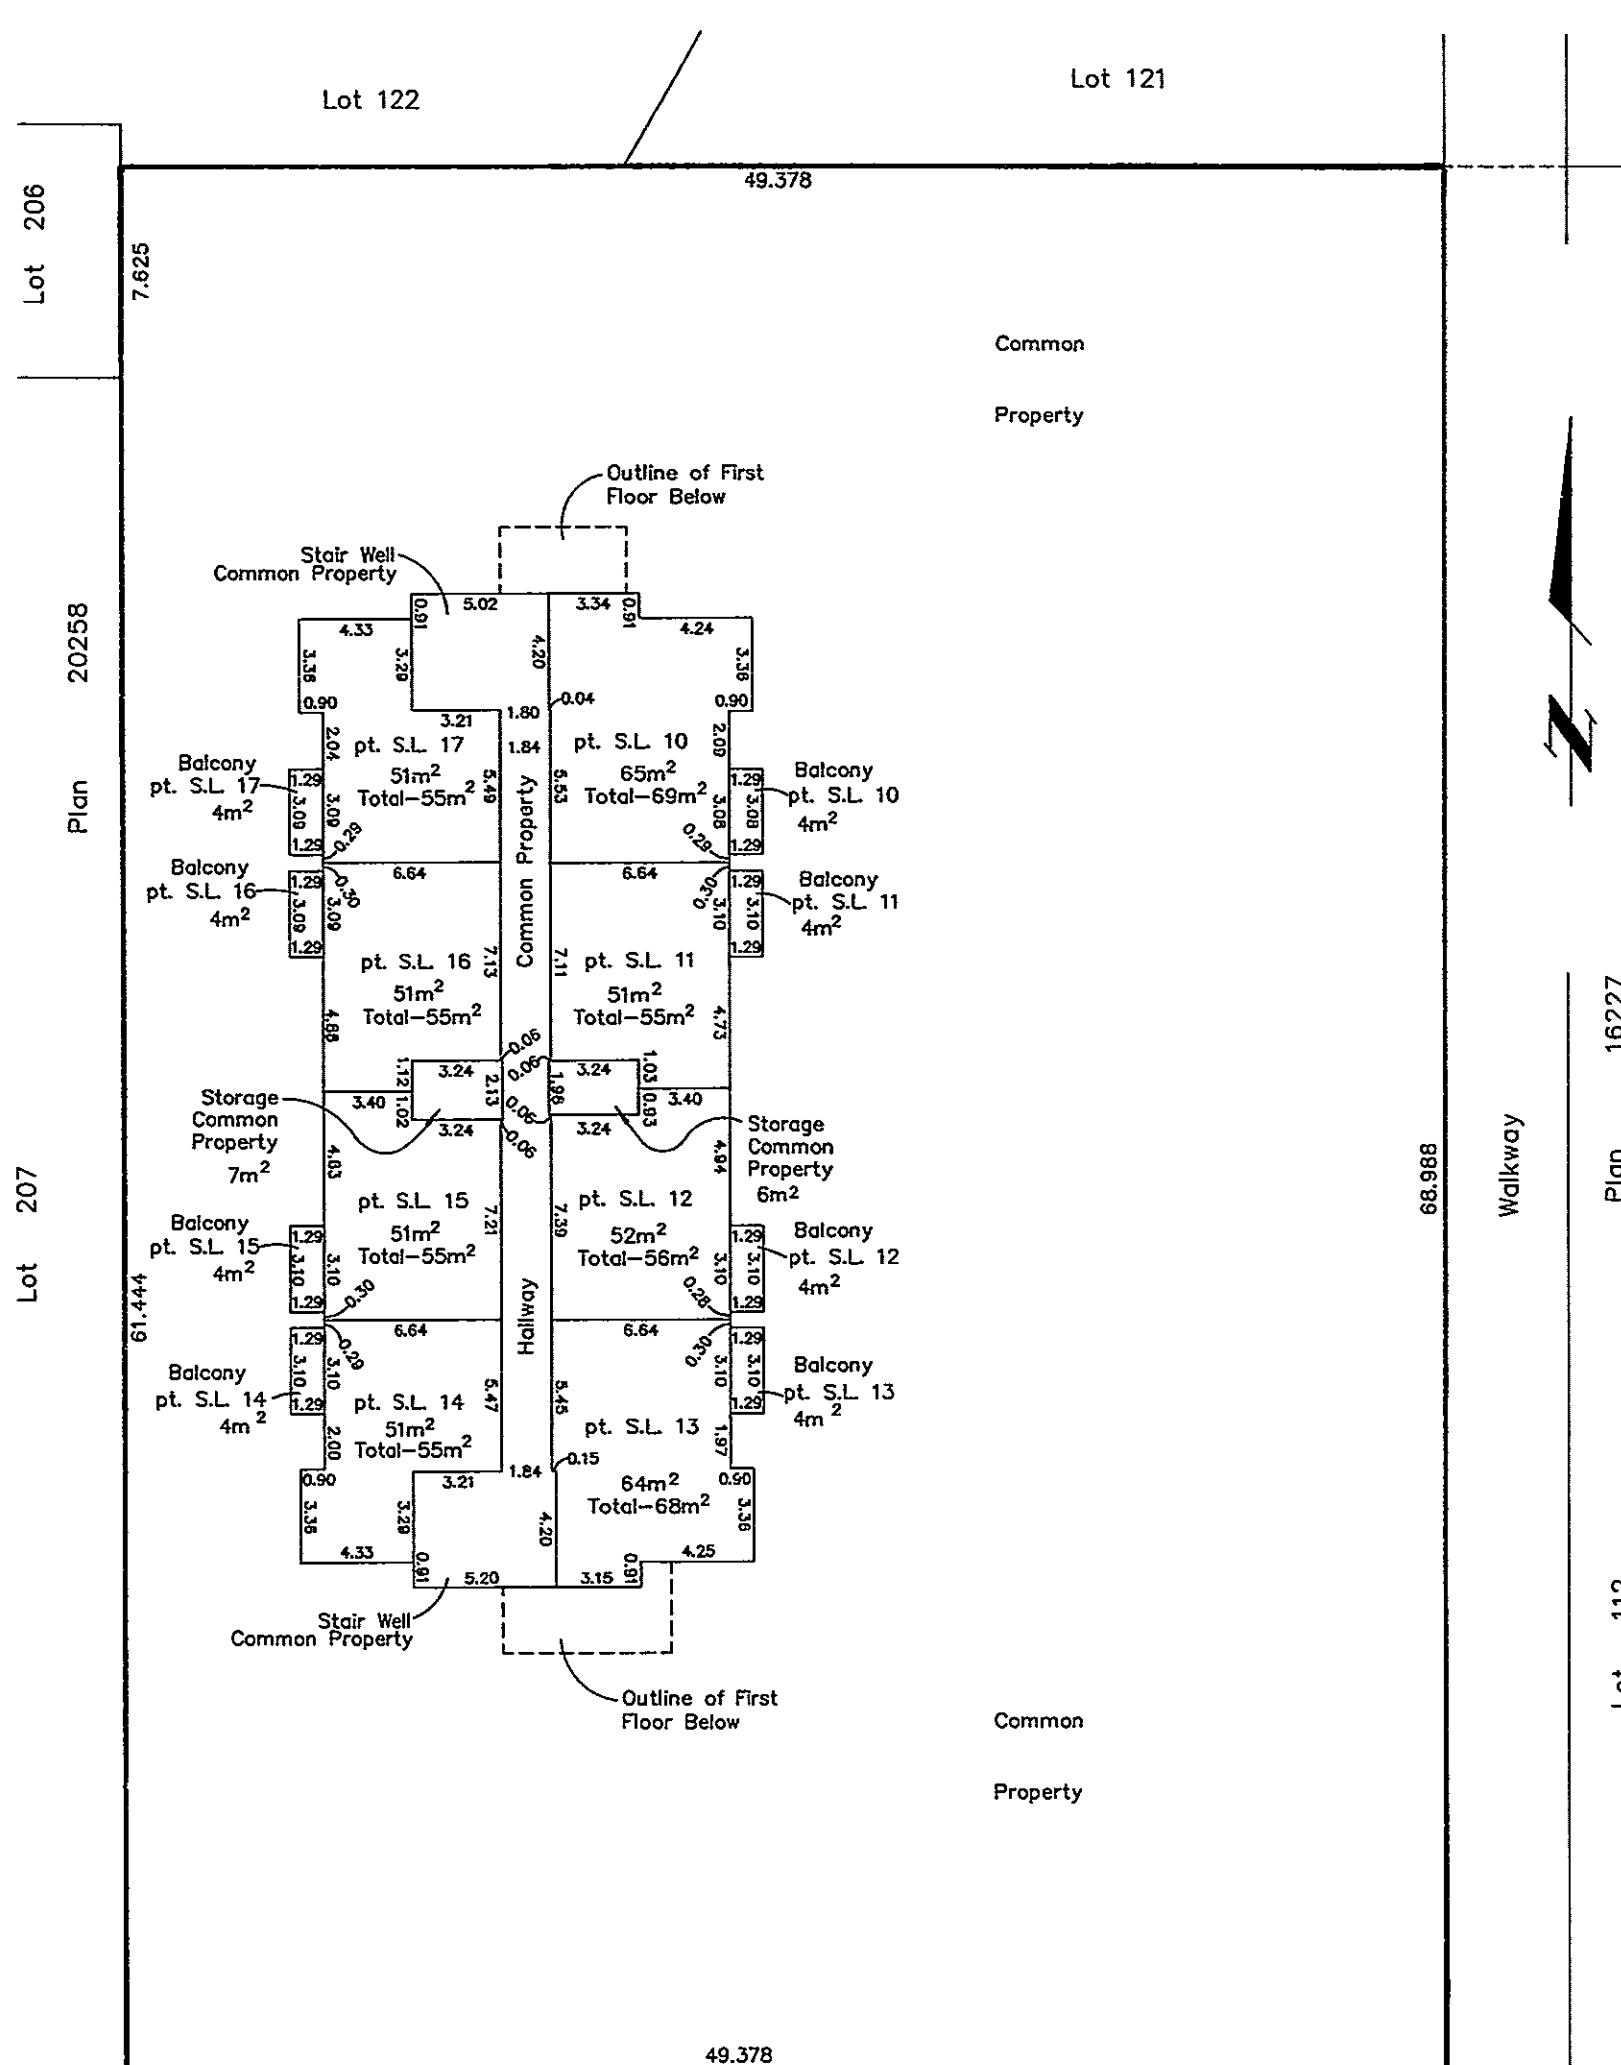 Lot 122
Lot 121
49.378
Lot 206
7.625
Common
Property
Outline of First
Floor Below
Stair Well
Common Property
5.02
3.34
0.91
0.91
4.33
4.24
3.29
4.20
3.36
3.36
0.90
0.90
3.21
1.80
0.04
Plan 20258
pt. S.L. 17
51m²
Total-55m²
2.04
1.84
pt. S.L. 10
65m²
Total-69m²
2.09
Balcony
pt. S.L. 17
4m²
1.29
3.09
1.29
3.09
0.29
5.49
5.53
3.08
0.29
1.29
3.08
1.29
Balcony
pt. S.L. 10
4m²
Common Property
6.64
6.64
Balcony
pt. S.L. 16
4m²
1.29
3.09
1.29
3.09
0.30
0.30
3.10
1.29
3.10
1.29
Balcony
pt. S.L. 11
4m²
pt. S.L. 16
51m²
Total-55m²
7.13
7.11
pt. S.L. 11
51m²
Total-55m²
4.88
4.73
0.06
0.06
1.12
3.24
2.13
1.96
3.24
1.03
3.40
1.02
0.93
3.40
3.24
0.06
0.06
3.24
Storage
Common
Property
7m²
Storage
Common
Property
6m²
4.83
4.94
Lot 207
61.444
68.988
Walkway
Plan 16227
pt. S.L. 15
51m²
Total-55m²
7.21
7.39
pt. S.L. 12
52m²
Total-56m²
Balcony
pt. S.L. 15
4m²
1.29
3.10
1.29
3.10
0.30
3.10
0.28
1.29
3.10
1.29
Balcony
pt. S.L. 12
4m²
Hallway
6.64
6.64
Balcony
pt. S.L. 14
4m²
1.29
3.10
1.29
3.10
0.29
0.30
3.10
1.29
3.10
1.29
Balcony
pt. S.L. 13
4m²
pt. S.L. 14
51m²
Total-55m²
5.47
5.45
pt. S.L. 13
64m²
Total-68m²
2.00
1.97
0.90
3.21
1.84
0.15
0.90
3.36
3.29
4.20
3.36
4.33
0.91
5.20
3.15
0.91
4.25
Stair Well
Common Property
Outline of First
Floor Below
Common
Property
49.378